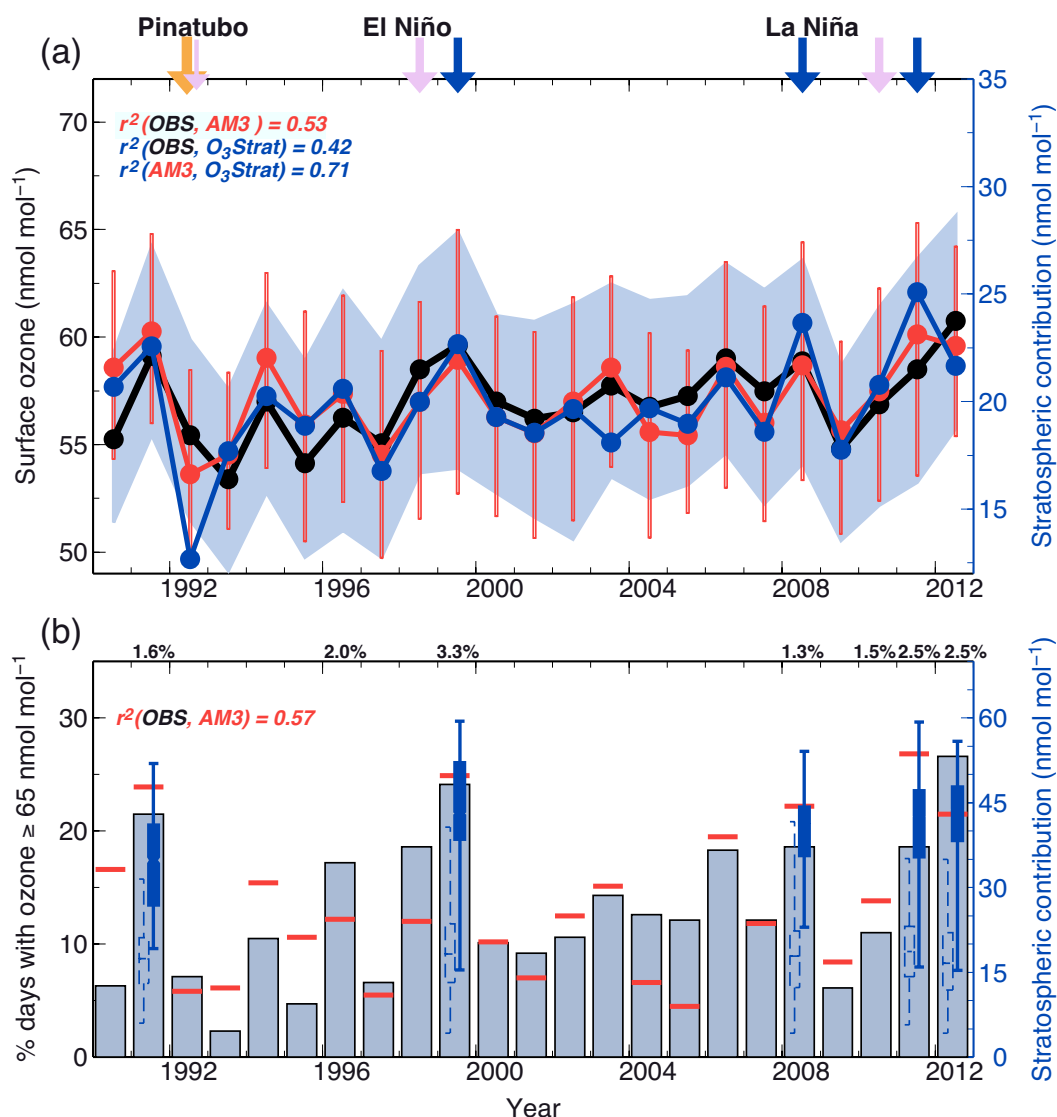 Pinatubo El Niño La Niña
(a)
r²(OBS, AM3 ) = 0.53
r²(OBS, O₃Strat) = 0.42
r²(AM3, O₃Strat) = 0.71
Surface ozone (nmol mol⁻¹)
70
65
60
55
50
35
30
25
20
15
Stratospheric contribution (nmol mol⁻¹)
1992 1996 2000 2004 2008 2012
(b)
1.6% 2.0% 3.3% 1.3% 1.5% 2.5% 2.5%
r²(OBS, AM3) = 0.57
% days with ozone ≥ 65 nmol mol⁻¹
30
20
10
0
60
45
30
15
0
Stratospheric contribution (nmol mol⁻¹)
1992 1996 2000 2004 2008 2012
Year